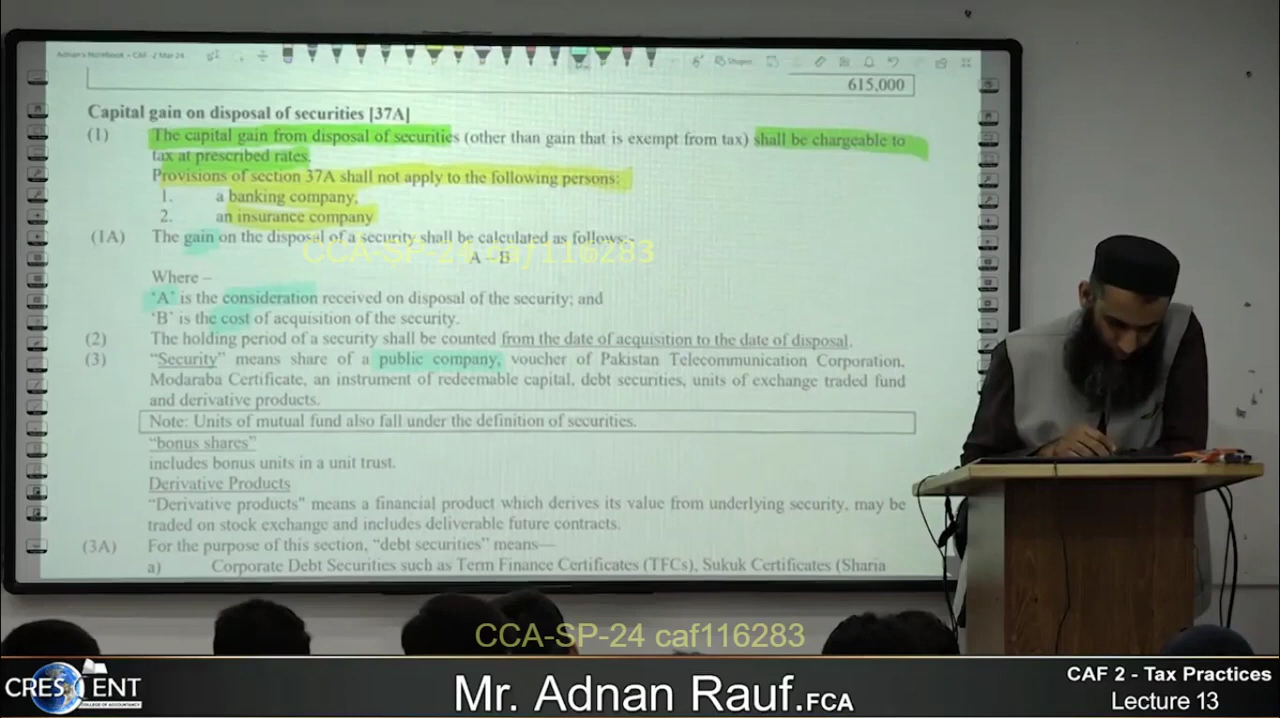 Adnan's Notebook - CAF -2 Mar 24
Shapes
615,000
Capital gain on disposal of securities [37A]
(1) The capital gain from disposal of securities (other than gain that is exempt from tax) shall be chargeable to
tax at prescribed rates.
Provisions of section 37A shall not apply to the following persons:
1. a banking company,
2. an insurance company
(1A) The gain on the disposal of a security shall be calculated as follows:-
CCA-SP-24 caf116283
A – B
Where –
'A' is the consideration received on disposal of the security; and
'B' is the cost of acquisition of the security.
(2) The holding period of a security shall be counted from the date of acquisition to the date of disposal.
(3) "Security" means share of a public company, voucher of Pakistan Telecommunication Corporation,
Modaraba Certificate, an instrument of redeemable capital, debt securities, units of exchange traded fund
and derivative products.
Note: Units of mutual fund also fall under the definition of securities.
"bonus shares"
includes bonus units in a unit trust.
Derivative Products
"Derivative products" means a financial product which derives its value from underlying security, may be
traded on stock exchange and includes deliverable future contracts.
(3A) For the purpose of this section, "debt securities" means—
a) Corporate Debt Securities such as Term Finance Certificates (TFCs), Sukuk Certificates (Sharia
CCA-SP-24 caf116283
CRESCENT
COLLEGE OF ACCOUNTANCY
Mr. Adnan Rauf.FCA
CAF 2 - Tax Practices
Lecture 13